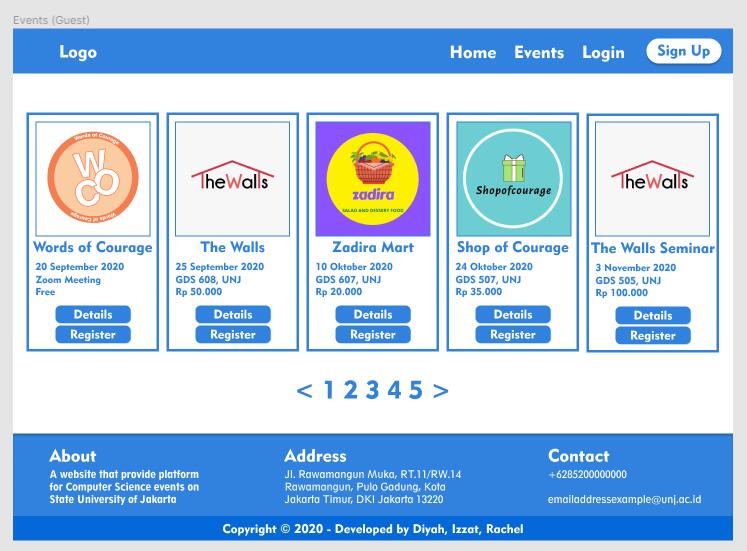 Events (Guest)
Logo
Home Events Login Sign Up
Words of Courage
WCO
Words of Courage
TheWalls
zadira
SALAD AND DESSERT FOOD
Shopofcourage
TheWalls
Words of Courage
20 September 2020
Zoom Meeting
Free
Details
Register
The Walls
25 September 2020
GDS 608, UNJ
Rp 50.000
Details
Register
Zadira Mart
10 Oktober 2020
GDS 607, UNJ
Rp 20.000
Details
Register
Shop of Courage
24 Oktober 2020
GDS 507, UNJ
Rp 35.000
Details
Register
The Walls Seminar
3 November 2020
GDS 505, UNJ
Rp 100.000
Details
Register
< 1 2 3 4 5 >
About
A website that provide platform
for Computer Science events on
State University of Jakarta
Address
Jl. Rawamangun Muka, RT.11/RW.14
Rawamangun, Pulo Gadung, Kota
Jakarta Timur, DKI Jakarta 13220
Contact
+6285200000000
emailaddressexample@unj.ac.id
Copyright © 2020 - Developed by Diyah, Izzat, Rachel